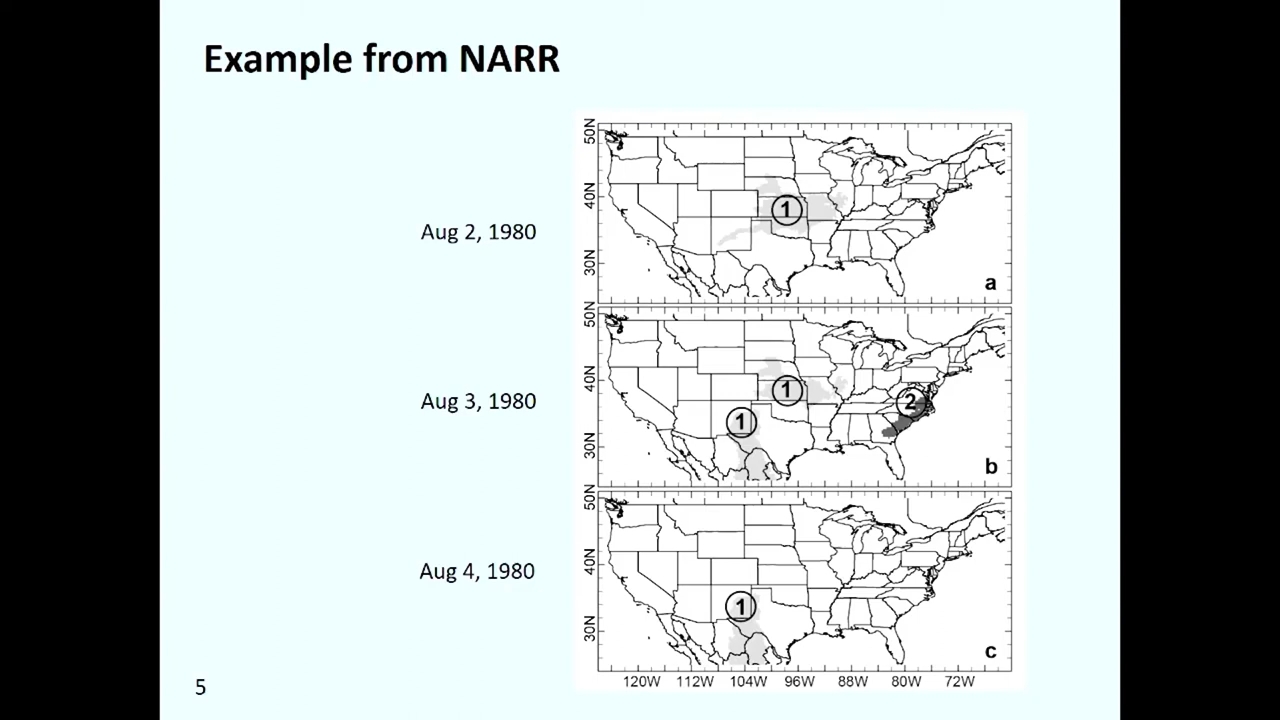 Example from NARR
50N
40N
30N
1
a
Aug 2, 1980
50N
40N
30N
1
1
2
b
Aug 3, 1980
50N
40N
30N
1
c
Aug 4, 1980
120W 112W 104W 96W 88W 80W 72W
5